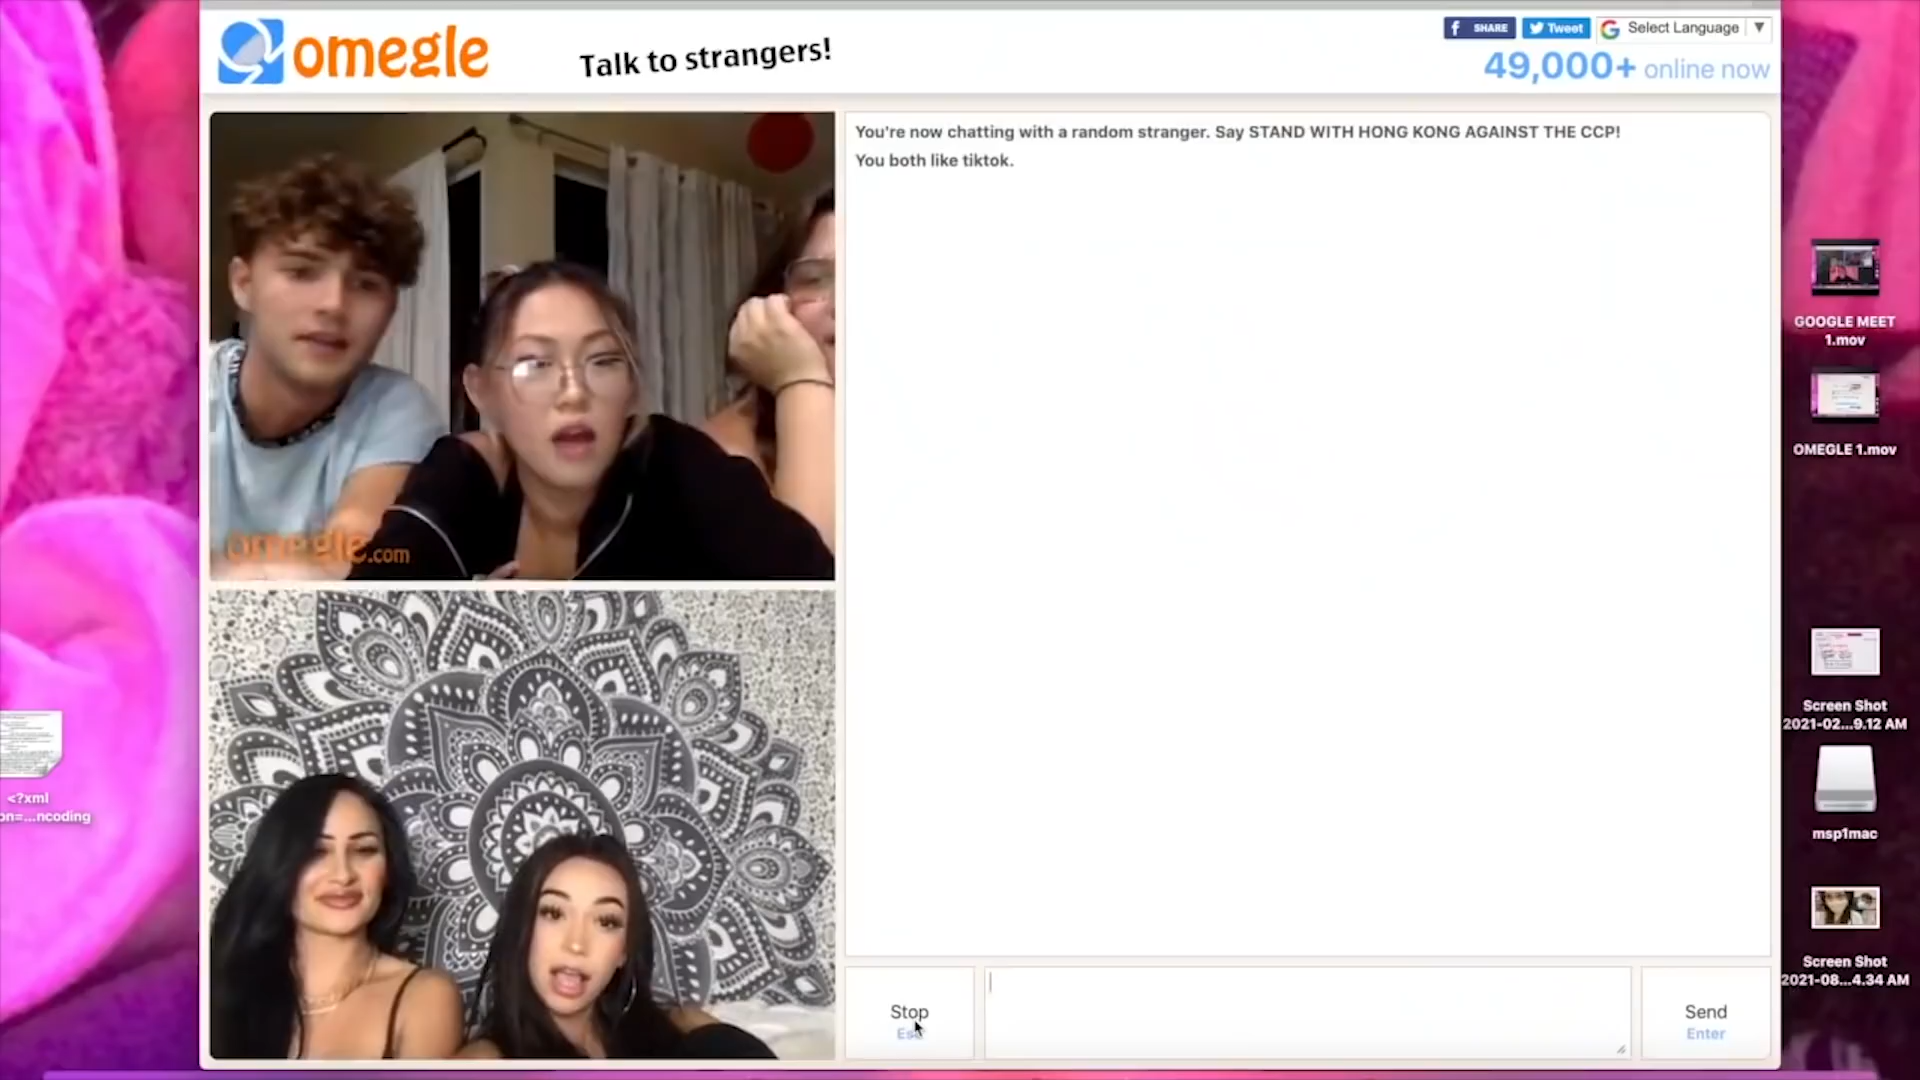 omegle
Talk to strangers!
SHARE
Tweet
Select Language
49,000+ online now
You're now chatting with a random stranger. Say STAND WITH HONG KONG AGAINST THE CCP!
You both like tiktok.
omegle.com
GOOGLE MEET
1.mov
OMEGLE 1.mov
Screen Shot
2021-02...9.12 AM
<?xml
on=...ncoding
msp1mac
Screen Shot
2021-08...4.34 AM
Stop
Esc
Send
Enter